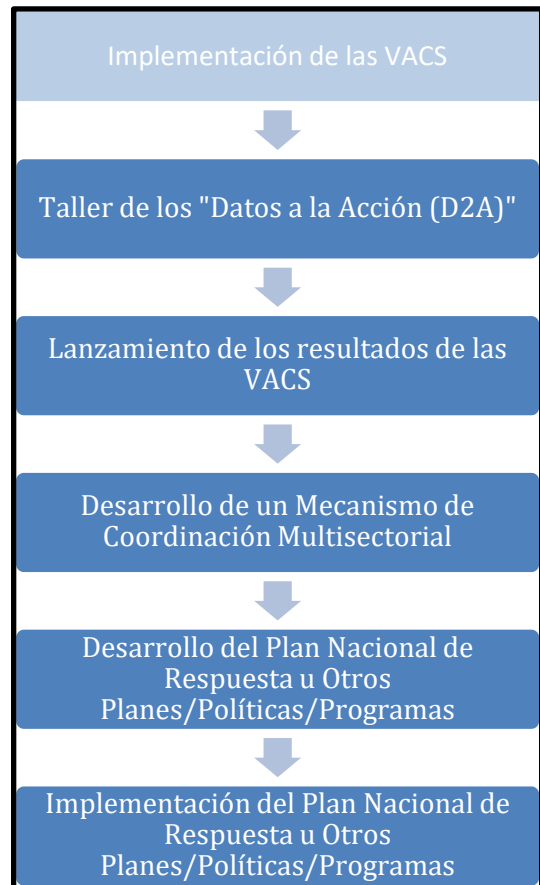 Implementación de las VACS
Taller de los "Datos a la Acción (D2A)"
Lanzamiento de los resultados de las
VACS
Desarrollo de un Mecanismo de
Coordinación Multisectorial
Desarrollo del Plan Nacional de
Respuesta u Otros
Planes/Políticas/Programas
Implementación del Plan Nacional de
Respuesta u Otros
Planes/Políticas/Programas